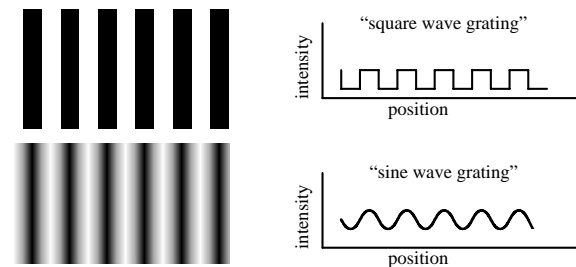 “square wave grating”
intensity
position
“sine wave grating”
intensity
position